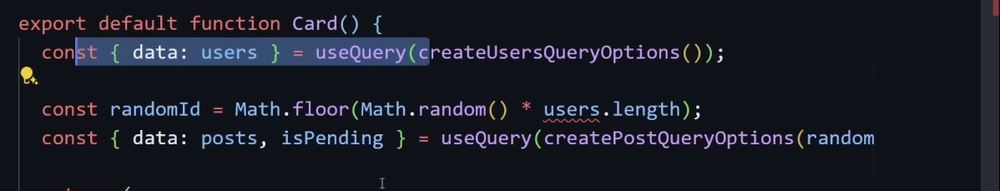 export default function Card() {
const { data: users } = useQuery(createUsersQueryOptions());
const randomId = Math.floor(Math.random() * users.length);
const { data: posts, isPending } = useQuery(createPostQueryOptions(random